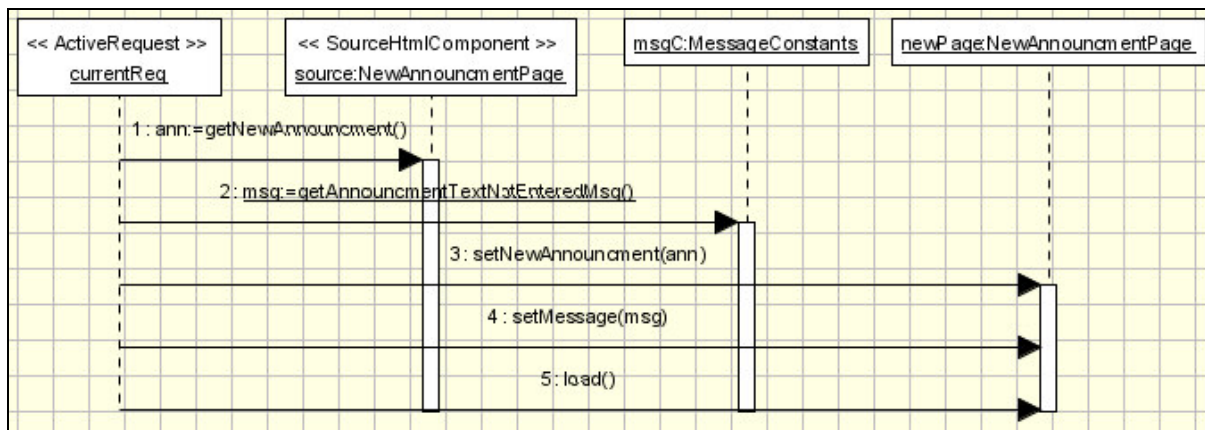 << ActiveRequest >>
currentReq
<< SourceHtmlComponent >>
source:NewAnnouncmentPage
msgC:MessageConstants
newPage:NewAnnouncmentPage
1 : ann:=getNewAnnouncment()
2 : msg:=getAnnouncmentTextNotEnteredMsg()
3 : setNewAnnouncment(ann)
4 : setMessage(msg)
5 : load()